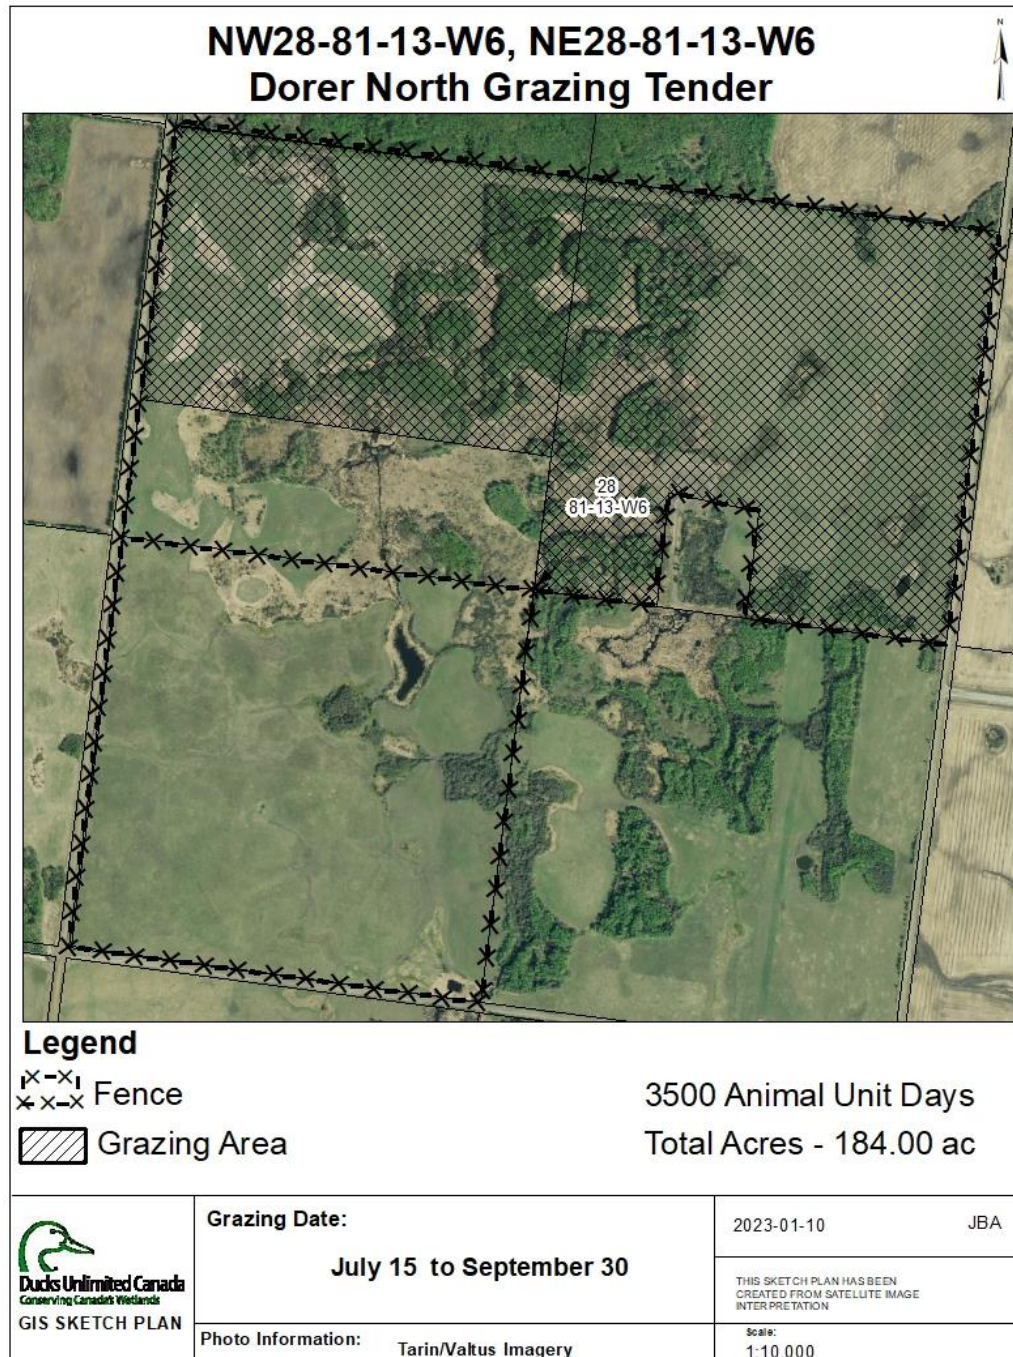 NW28-81-13-W6, NE28-81-13-W6
Dorer North Grazing Tender
N
28
81-13-W6
Legend
Fence
3500 Animal Unit Days
Grazing Area
Total Acres - 184.00 ac
Ducks Unlimited Canada
Conserving Canada's Wetlands
GIS SKETCH PLAN
Grazing Date:
July 15 to September 30
2023-01-10 JBA
THIS SKETCH PLAN HAS BEEN
CREATED FROM SATELLITE IMAGE
INTERPRETATION
Photo Information:
Tarin/Valtus Imagery
Scale:
1:10,000